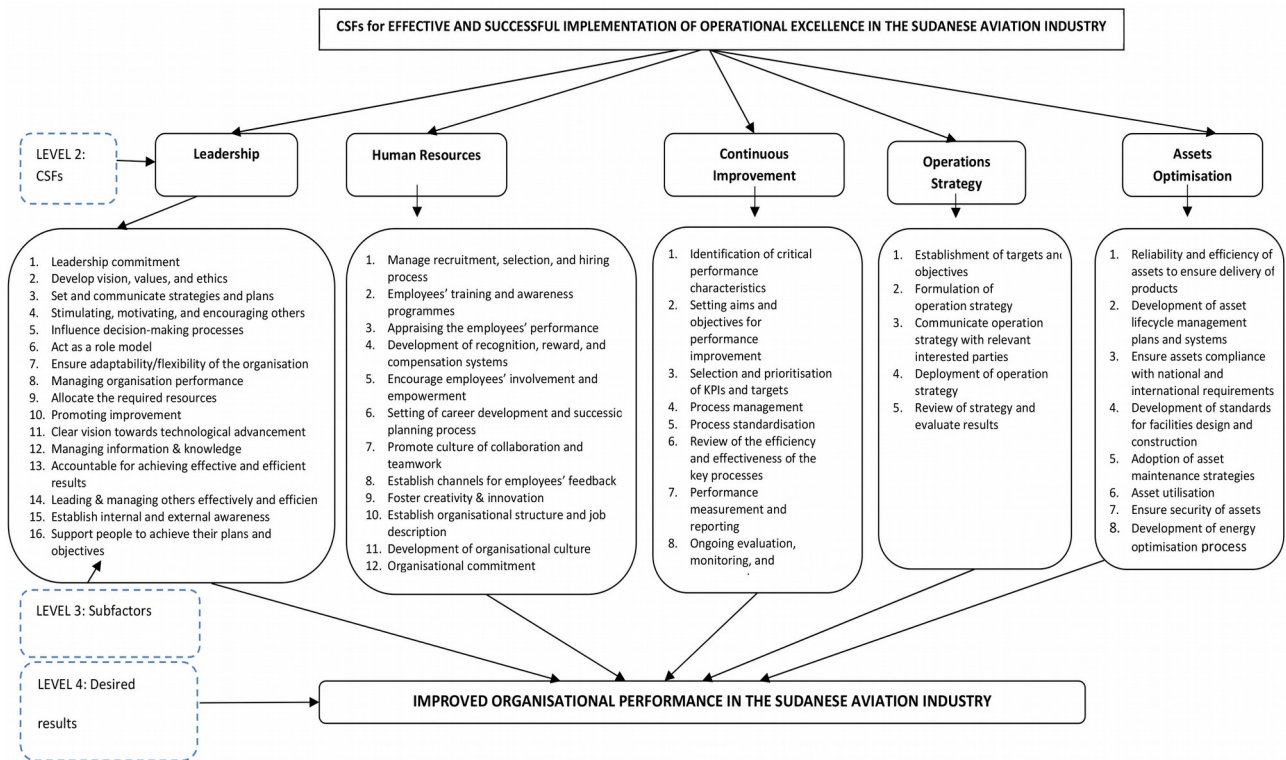 CSFs for EFFECTIVE AND SUCCESSFUL IMPLEMENTATION OF OPERATIONAL EXCELLENCE IN THE SUDANESE AVIATION INDUSTRY
LEVEL 2:
CSFs
Leadership
Human Resources
Continuous
Improvement
Operations
Strategy
Assets
Optimisation
1. Leadership commitment
2. Develop vision, values, and ethics
3. Set and communicate strategies and plans
4. Stimulating, motivating, and encouraging others
5. Influence decision-making processes
6. Act as a role model
7. Ensure adaptability/flexibility of the organisation
8. Managing organisation performance
9. Allocate the required resources
10. Promoting improvement
11. Clear vision towards technological advancement
12. Managing information & knowledge
13. Accountable for achieving effective and efficient
results
14. Leading & managing others effectively and efficien
15. Establish internal and external awareness
16. Support people to achieve their plans and
objectives
1. Manage recruitment, selection, and hiring
process
2. Employees’ training and awareness
programmes
3. Appraising the employees’ performance
4. Development of recognition, reward, and
compensation systems
5. Encourage employees’ involvement and
empowerment
6. Setting of career development and successio
planning process
7. Promote culture of collaboration and
teamwork
8. Establish channels for employees’ feedback
9. Foster creativity & innovation
10. Establish organisational structure and job
description
11. Development of organisational culture
12. Organisational commitment
1. Identification of critical
performance
characteristics
2. Setting aims and
objectives for
performance
improvement
3. Selection and prioritisation
of KPIs and targets
4. Process management
5. Process standardisation
6. Review of the efficiency
and effectiveness of the
key processes
7. Performance
measurement and
reporting
8. Ongoing evaluation,
monitoring, and
1. Establishment of targets and
objectives
2. Formulation of
operation strategy
3. Communicate operation
strategy with relevant
interested parties
4. Deployment of operation
strategy
5. Review of strategy and
evaluate results
1. Reliability and efficiency of
assets to ensure delivery of
products
2. Development of asset
lifecycle management
plans and systems
3. Ensure assets compliance
with national and
international requirements
4. Development of standards
for facilities design and
construction
5. Adoption of asset
maintenance strategies
6. Asset utilisation
7. Ensure security of assets
8. Development of energy
optimisation process
LEVEL 3: Subfactors
LEVEL 4: Desired
results
IMPROVED ORGANISATIONAL PERFORMANCE IN THE SUDANESE AVIATION INDUSTRY